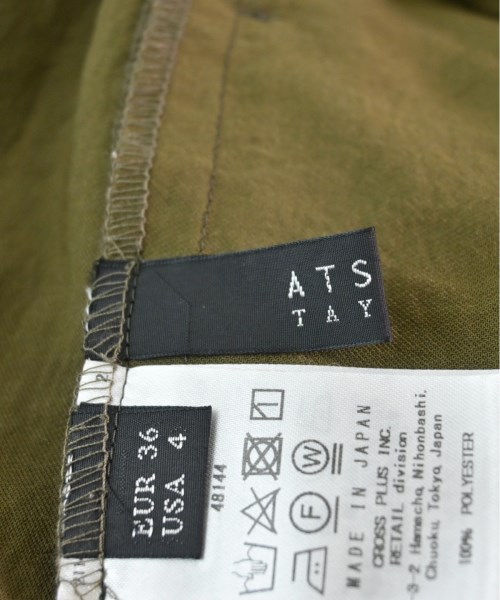 ATS
TAY
EUR 36
USA 4
48144
W
F
MADE IN JAPAN
CROSS PLUS INC.
RETAIL division
-3-2 Hamacho, Nihonbashi,
Chuoku, Tokyo, Japan
100% POLYESTER